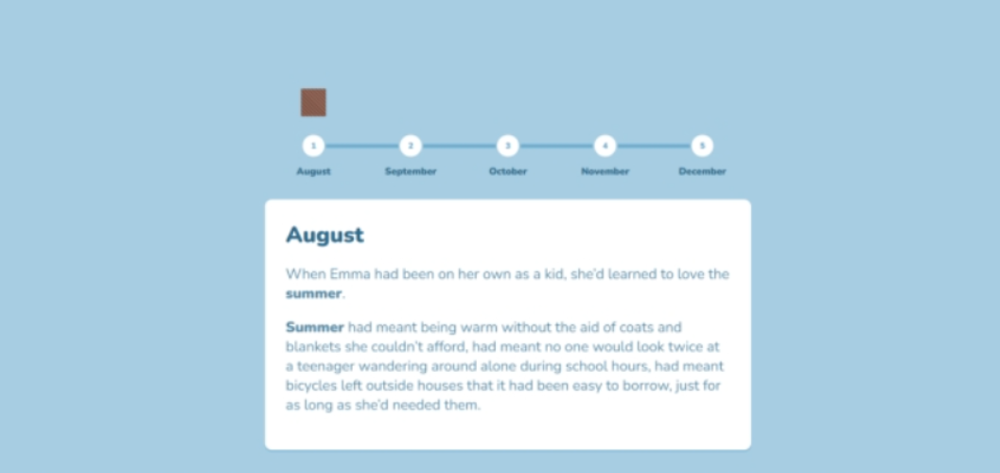 1 2 3 4 5
August September October November December
August
When Emma had been on her own as a kid, she'd learned to love the
summer.
Summer had meant being warm without the aid of coats and
blankets she couldn't afford, had meant no one would look twice at
a teenager wandering around alone during school hours, had meant
bicycles left outside houses that it had been easy to borrow, just for
as long as she'd needed them.